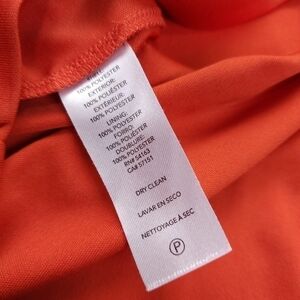 100% POLYESTER
EXTERIOR:
100% POLIÉSTER
EXTÉRIEUR:
100% POLYESTER
LINING:
100% POLYESTER
FORRO:
100% POLIÉSTER
DOUBLURE:
100% POLYESTER
RN# 54163
CA# 57151
DRY CLEAN
LAVAR EN SECO
NETTOYAGE À SEC
P